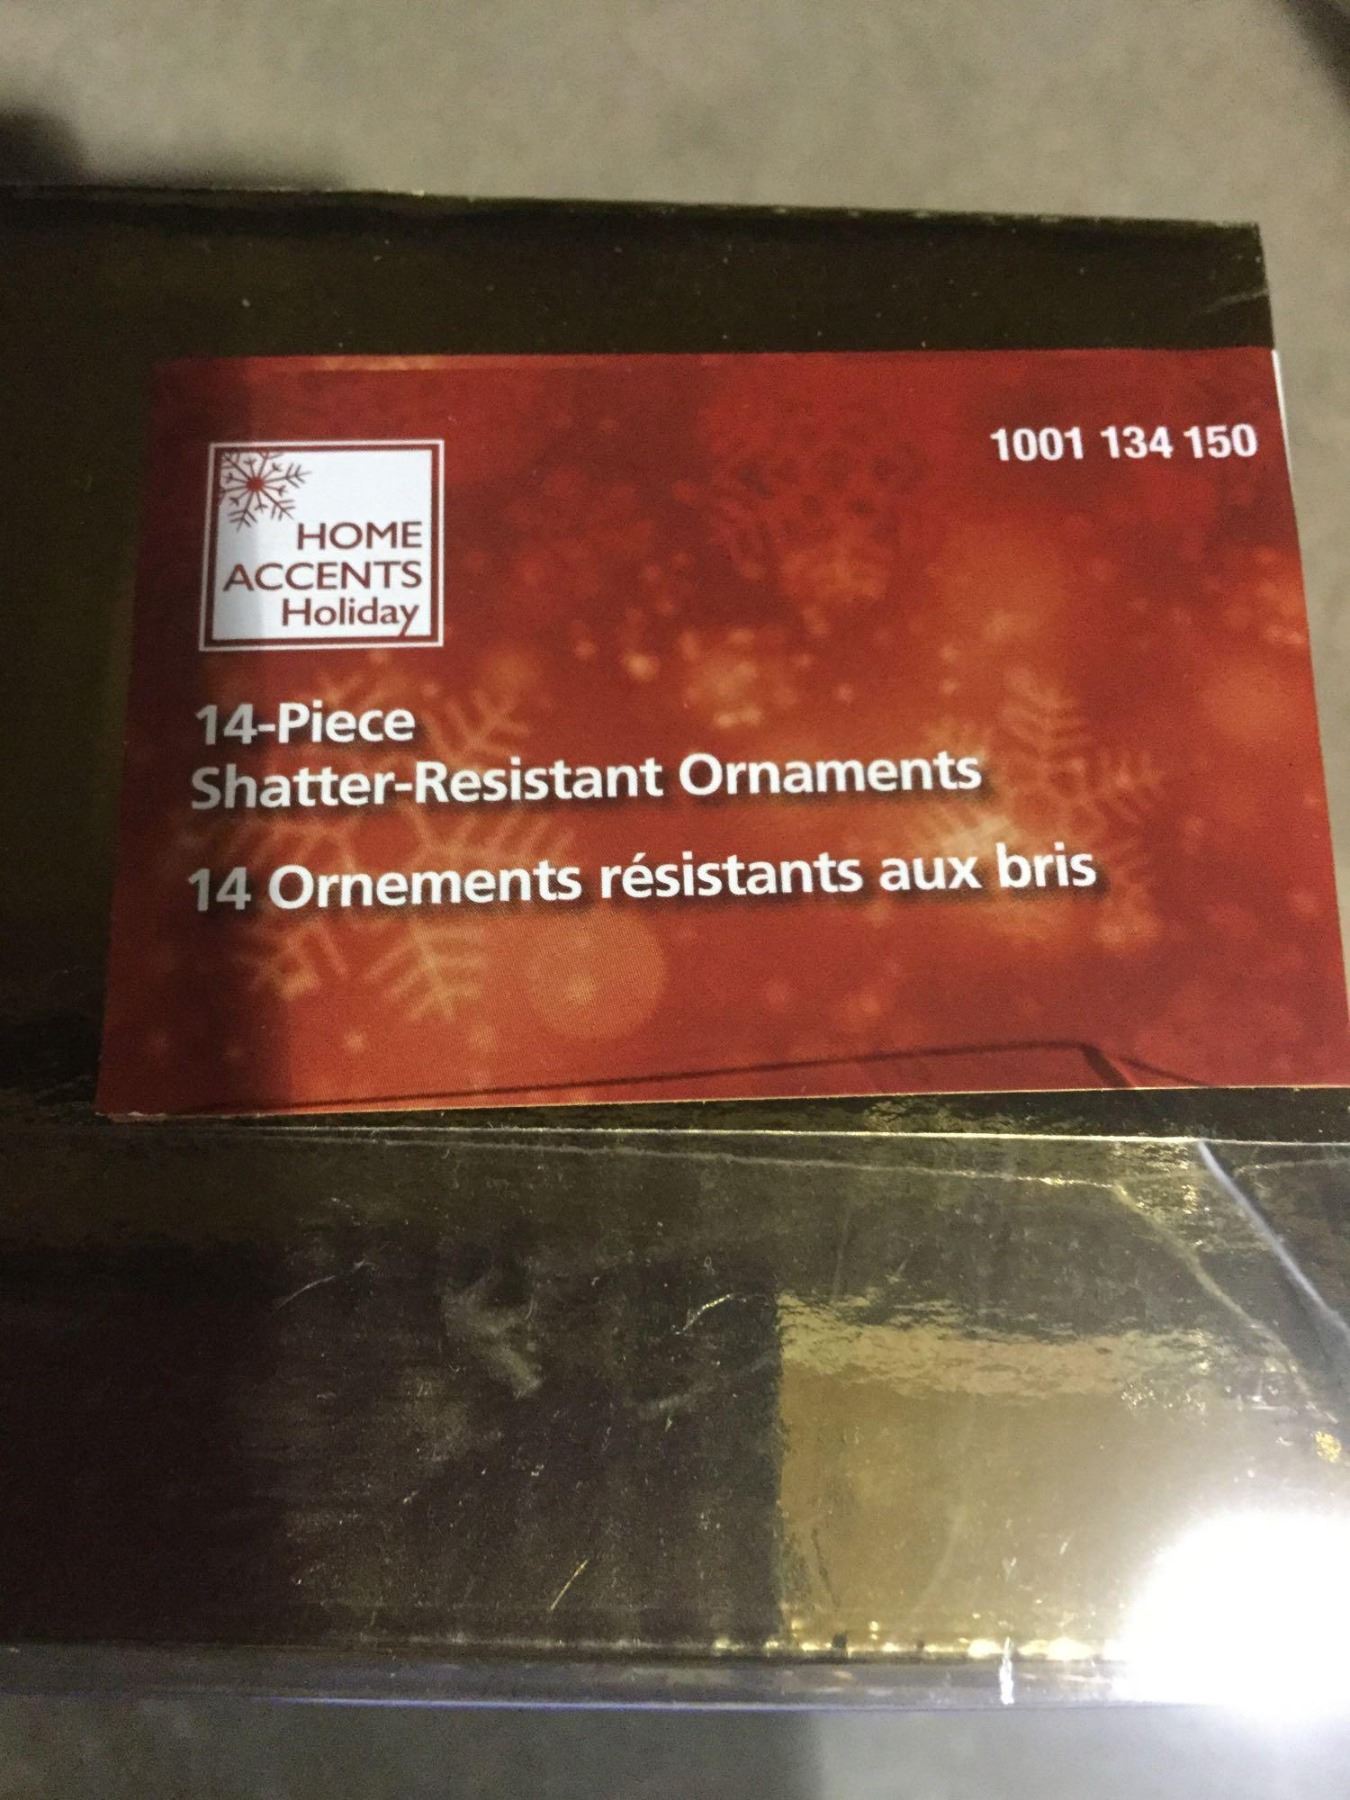 1001 134 150
HOME
ACCENTS
Holiday
14-Piece
Shatter-Resistant Ornaments
14 Ornements résistants aux bris